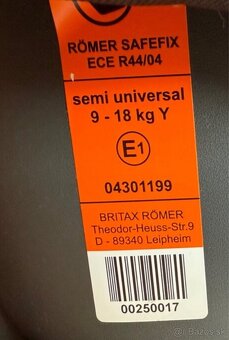 RÖMER SAFEFIX
ECE R44/04
semi universal
9 - 18 kg Y
E1
04301199
BRITAX RÖMER
Theodor-Heuss-Str.9
D - 89340 Leipheim
00250017